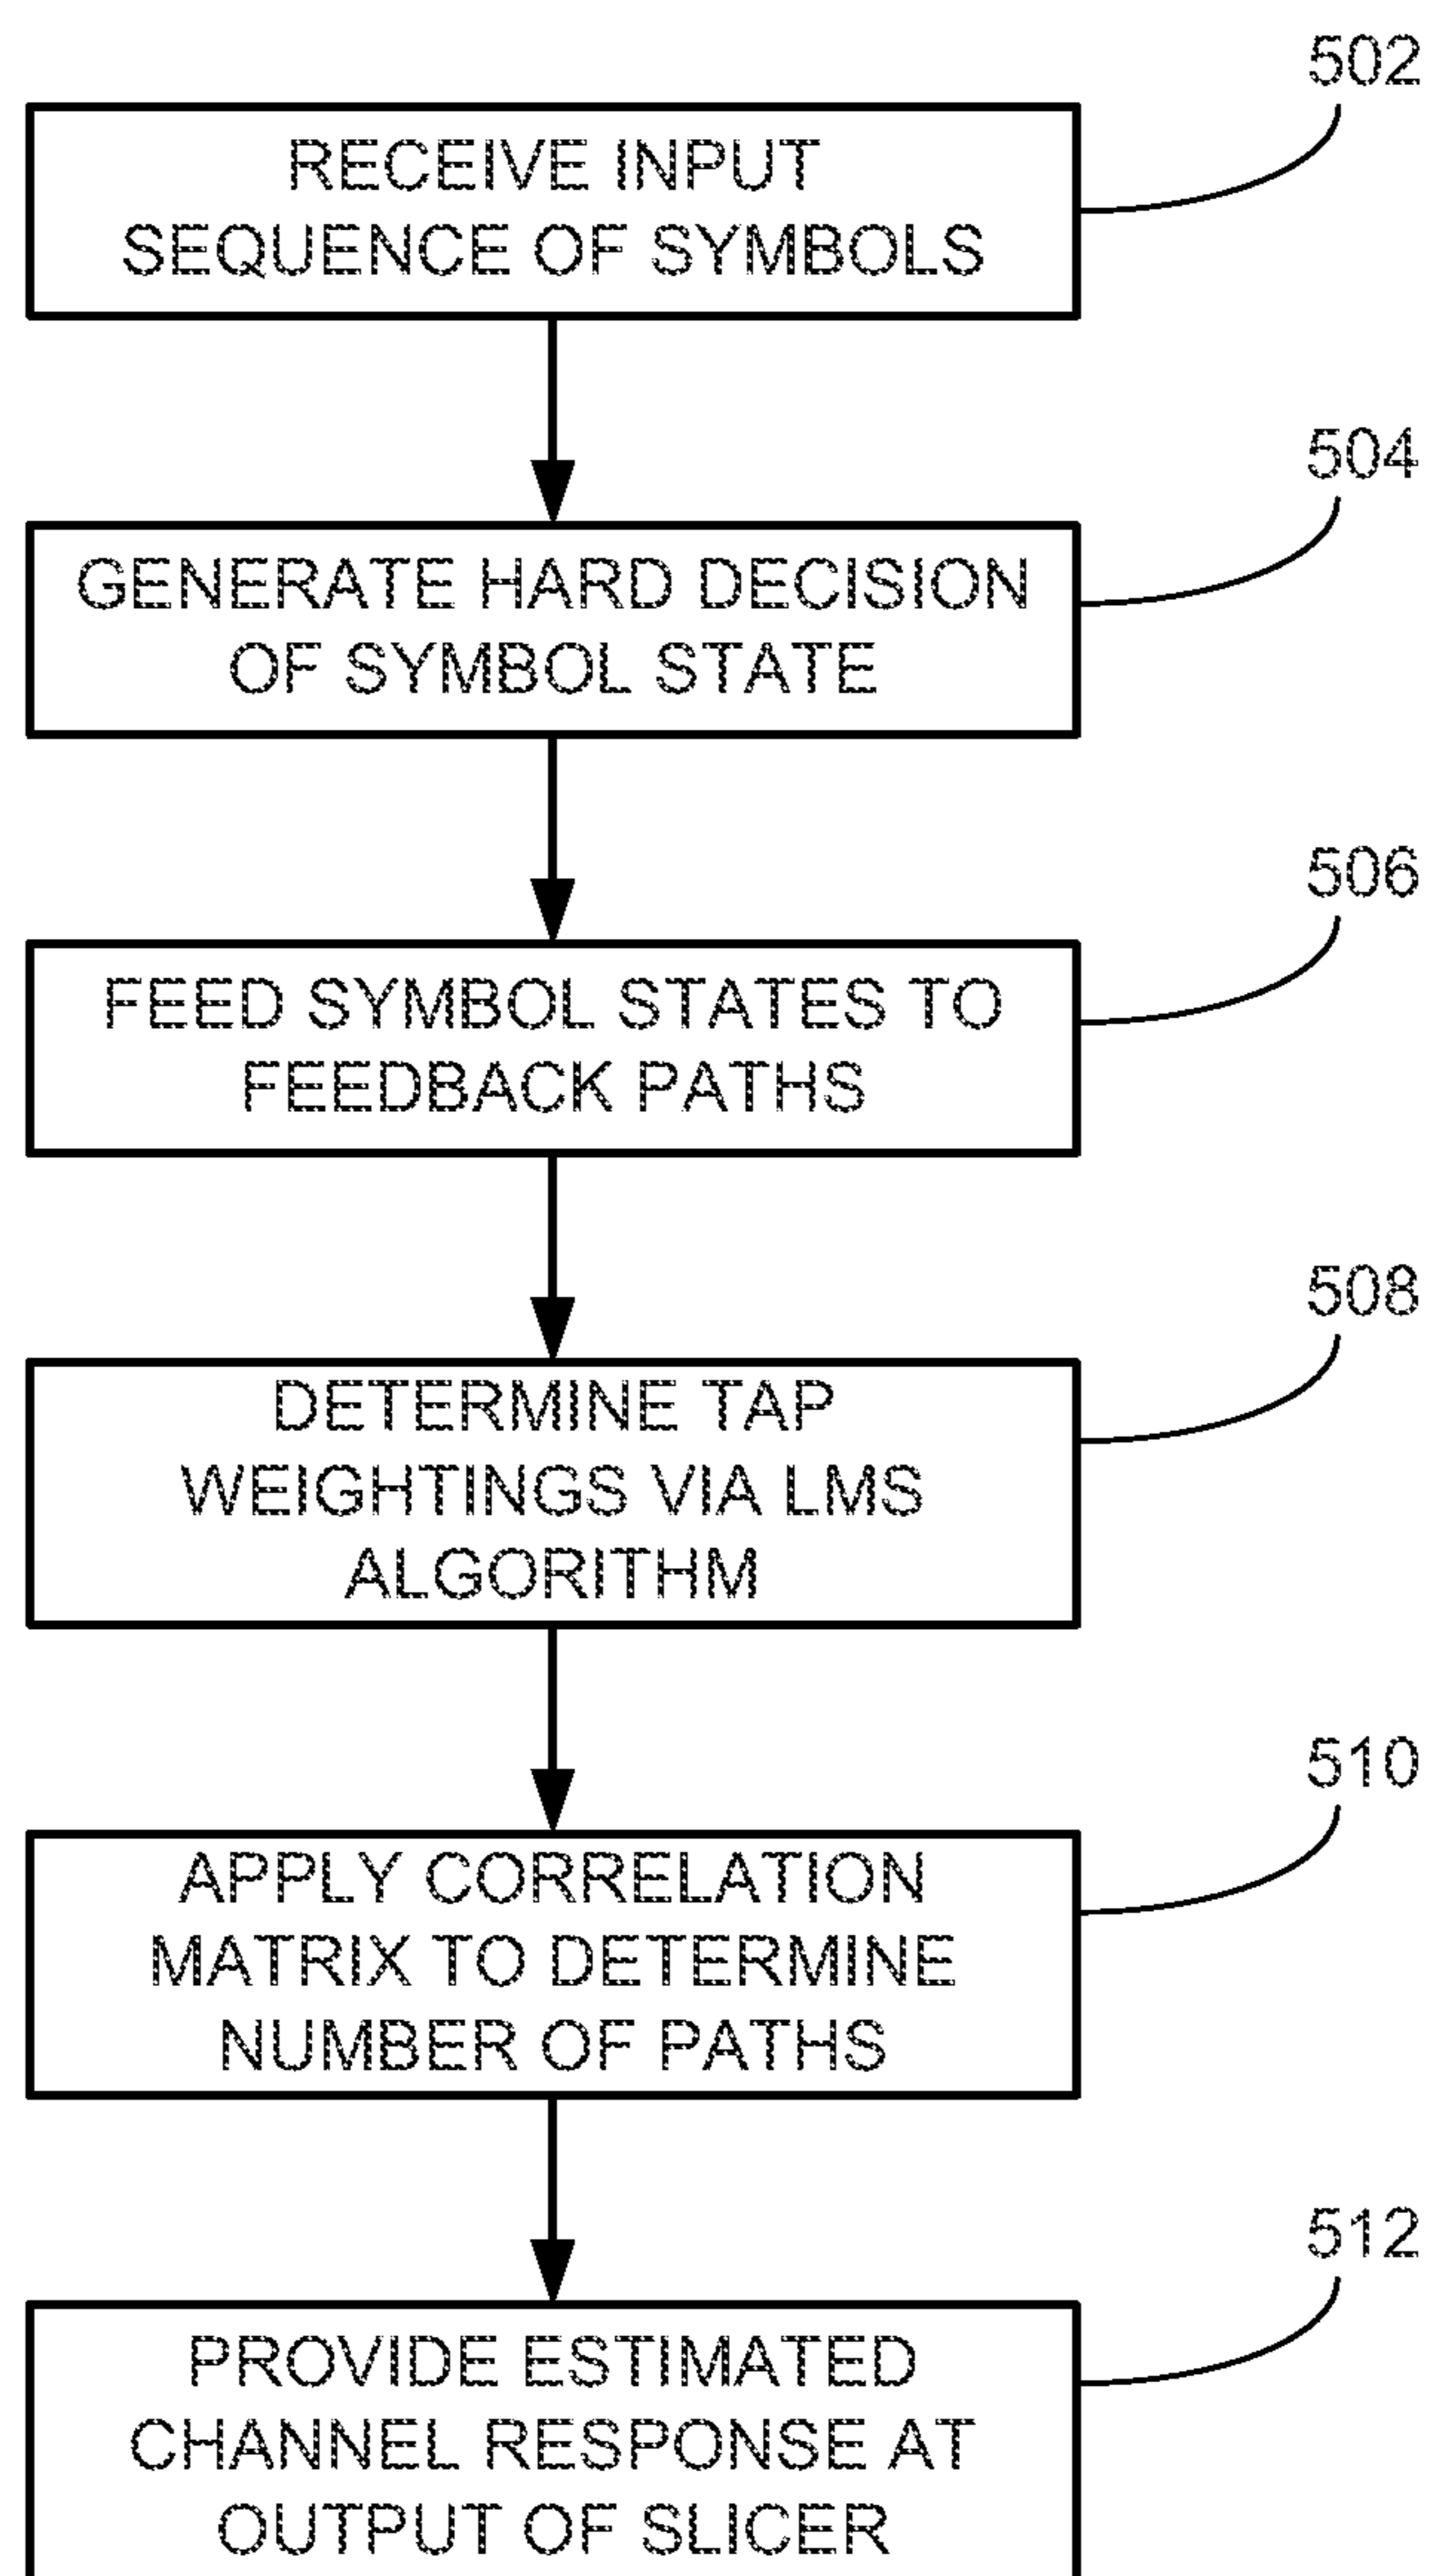 502
RECEIVE INPUT
SEQUENCE OF SYMBOLS
504
GENERATE HARD DECISION
OF SYMBOL STATE
506
FEED SYMBOL STATES TO
FEEDBACK PATHS
508
DETERMINE TAP
WEIGHTINGS VIA LMS
ALGORITHM
510
APPLY CORRELATION
MATRIX TO DETERMINE
NUMBER OF PATHS
512
PROVIDE ESTIMATED
CHANNEL RESPONSE AT
OUTPUT OF SLICER